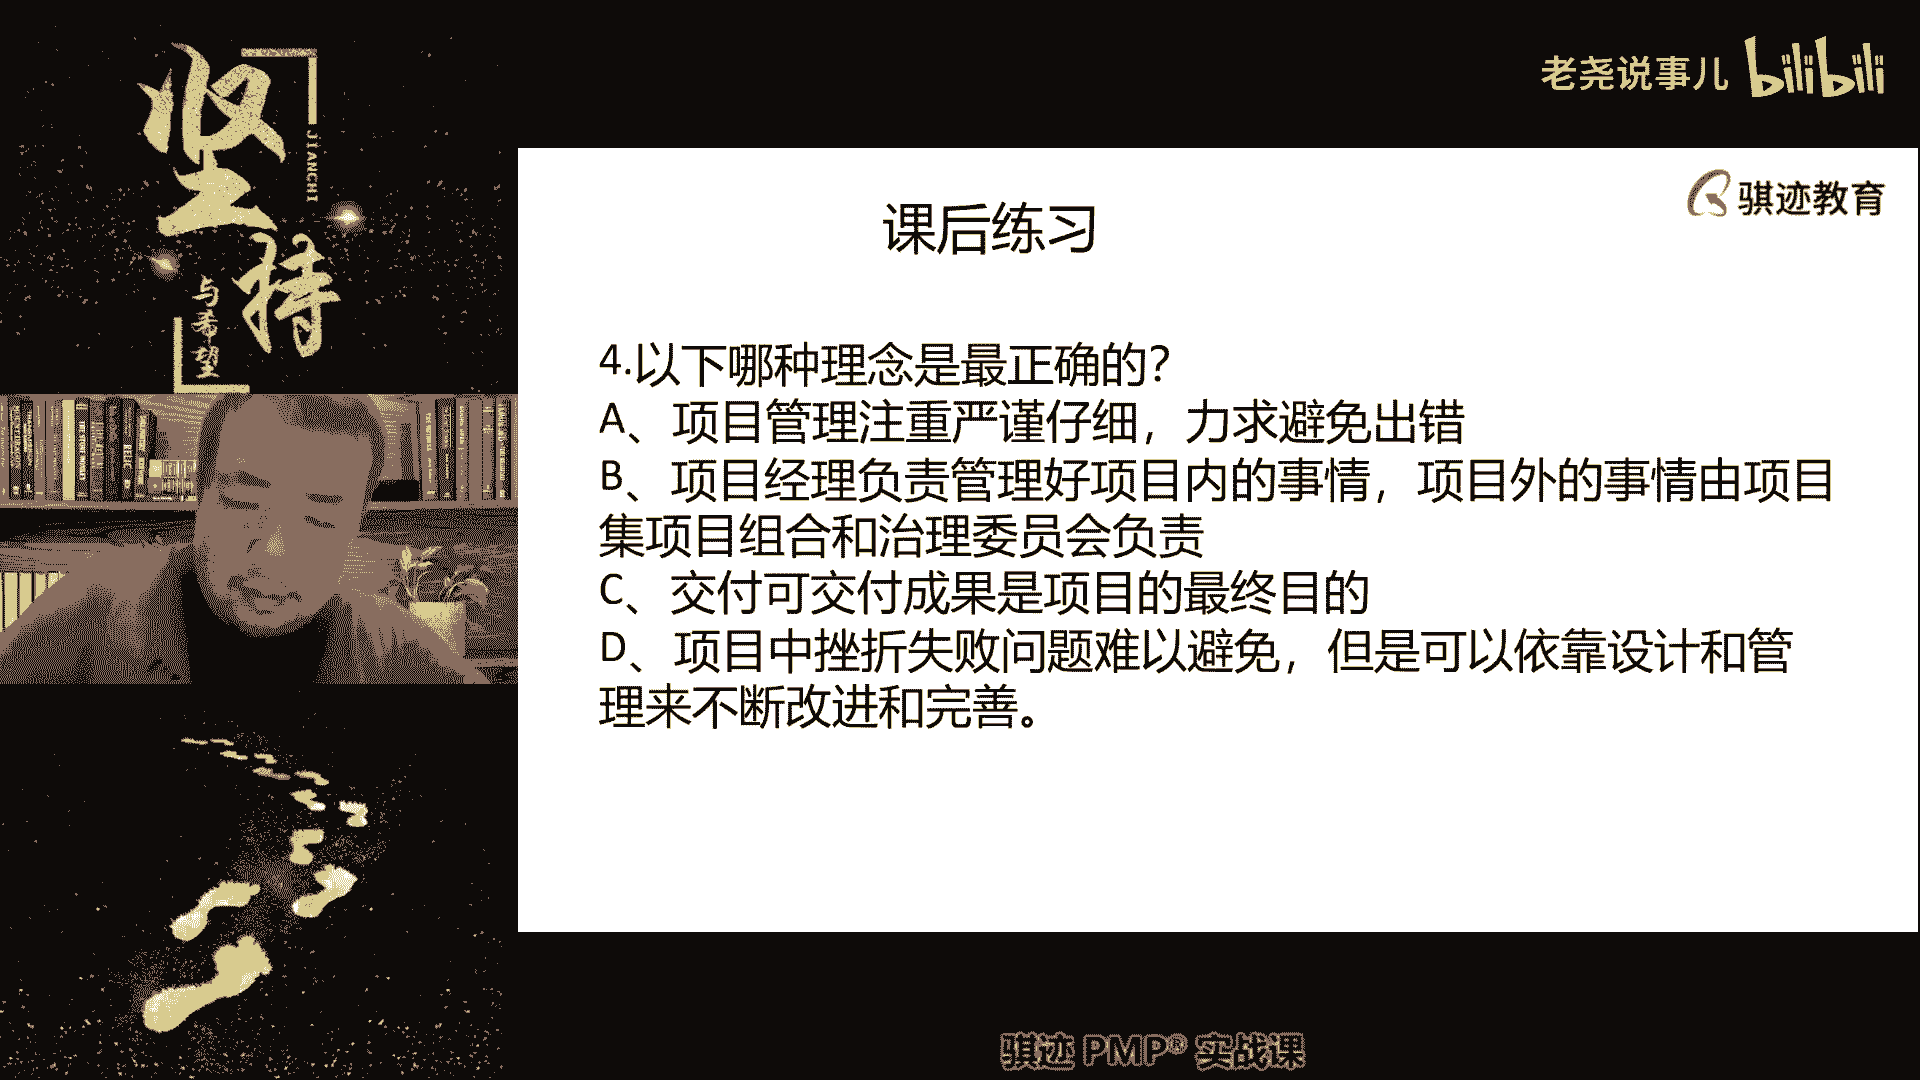 坚持
JIANCHI
与希望
老尧说事儿 bilibili
骐迹教育
课后练习
4.以下哪种理念是最正确的？
A、项目管理注重严谨仔细，力求避免出错
B、项目经理负责管理好项目内的事情，项目外的事情由项目
集项目组合和治理委员会负责
C、交付可交付成果是项目的最终目的
D、项目中挫折失败问题难以避免，但是可以依靠设计和管
理来不断改进和完善。
骐迹 PMP® 实战课